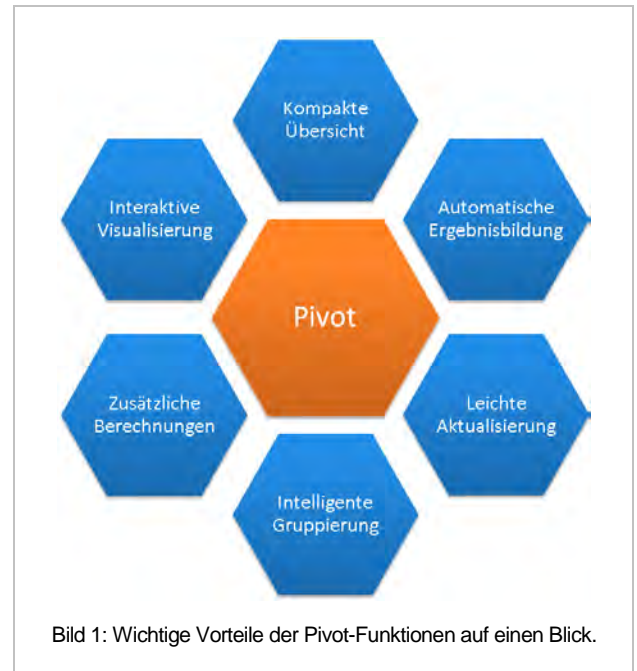 Kompakte
Übersicht
Interaktive
Visualisierung
Automatische
Ergebnisbildung
Pivot
Zusätzliche
Berechnungen
Leichte
Aktualisierung
Intelligente
Gruppierung
Bild 1: Wichtige Vorteile der Pivot-Funktionen auf einen Blick.